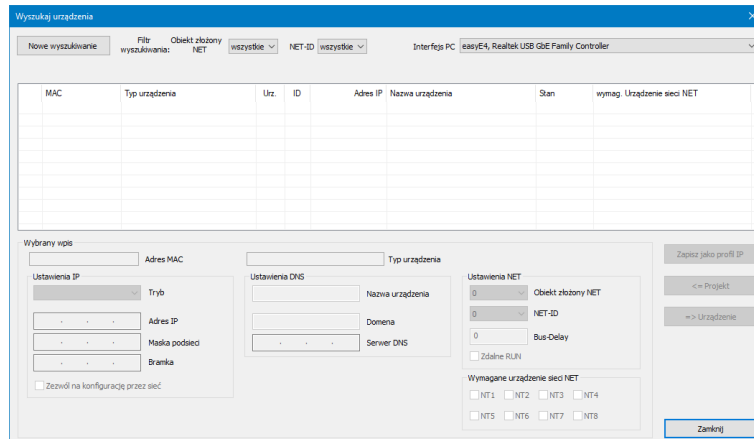 Wyszukaj urządzenia
Nowe wyszukiwanie
Filtr wyszukiwania:
Obiekt złożony NET
wszystkie
NET-ID
wszystkie
Interfejs PC
easyE4, Realtek USB GbE Family Controller
MAC Typ urządzenia Urz. ID Adres IP Nazwa urządzenia Stan wymag. Urządzenie sieci NET
Wybrany wpis
Adres MAC
Typ urządzenia
Ustawienia IP
Tryb
Adres IP
Maska podsieci
Bramka
Zezwól na konfigurację przez sieć
Ustawienia DNS
Nazwa urządzenia
Domena
Serwer DNS
Ustawienia NET
0 Obiekt złożony NET
0 NET-ID
0 Bus-Delay
Zdalne RUN
Wymagane urządzenie sieci NET
NT1 NT2 NT3 NT4
NT5 NT6 NT7 NT8
Zapisz jako profil IP
<= Projekt
=> Urządzenie
Zamknij